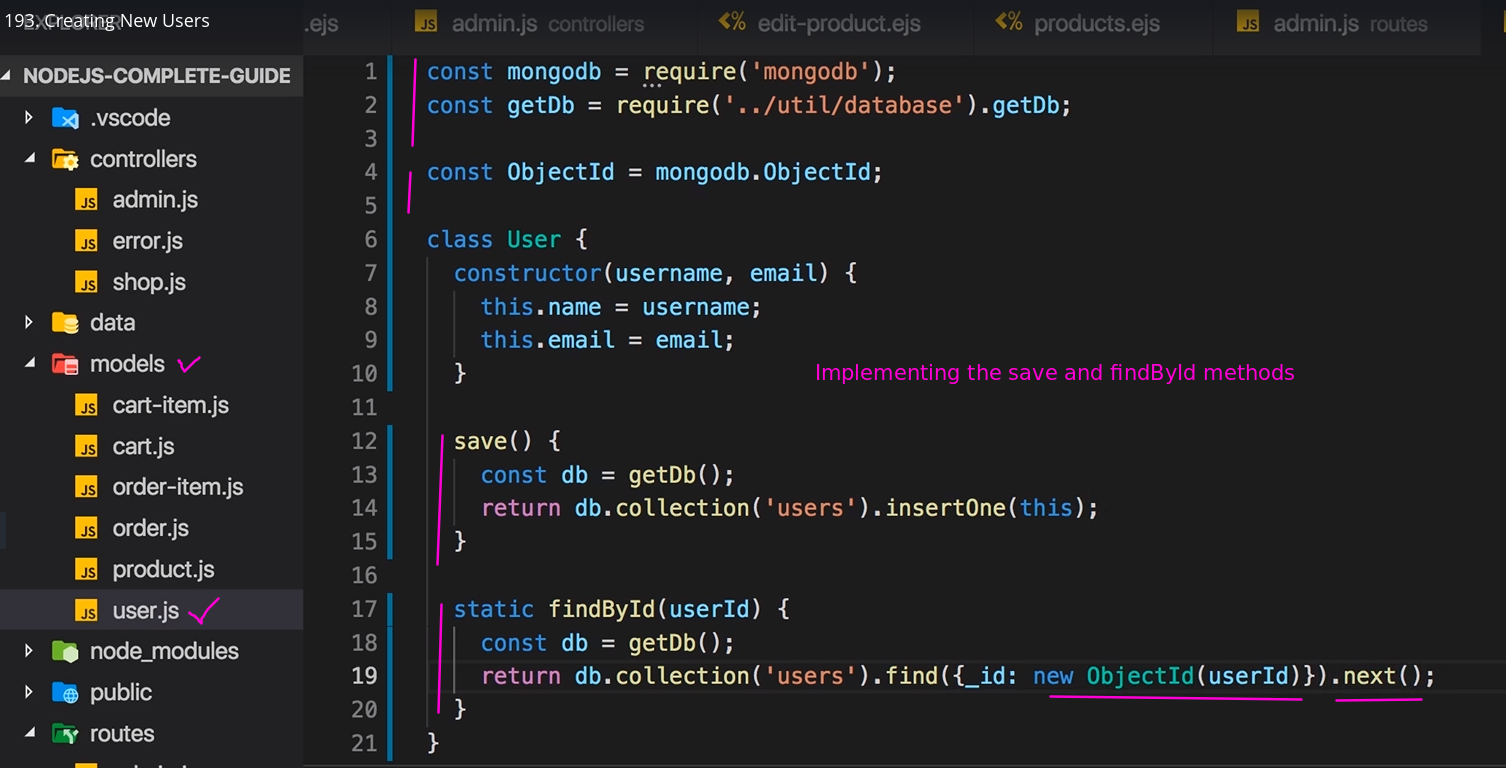 193. Creating New Users
.ejs
admin.js controllers
edit-product.ejs
products.ejs
admin.js routes
NODEJS-COMPLETE-GUIDE
.vscode
controllers
admin.js
error.js
shop.js
data
models
cart-item.js
cart.js
order-item.js
order.js
product.js
user.js
node_modules
public
routes
1 const mongodb = require('mongodb');
2 const getDb = require('../util/database').getDb;
3
4 const ObjectId = mongodb.ObjectId;
5
6 class User {
7 constructor(username, email) {
8 this.name = username;
9 this.email = email;
10 }
Implementing the save and findById methods
11
12 save() {
13 const db = getDb();
14 return db.collection('users').insertOne(this);
15 }
16
17 static findById(userId) {
18 const db = getDb();
19 return db.collection('users').find({_id: new ObjectId(userId)}).next();
20 }
21 }